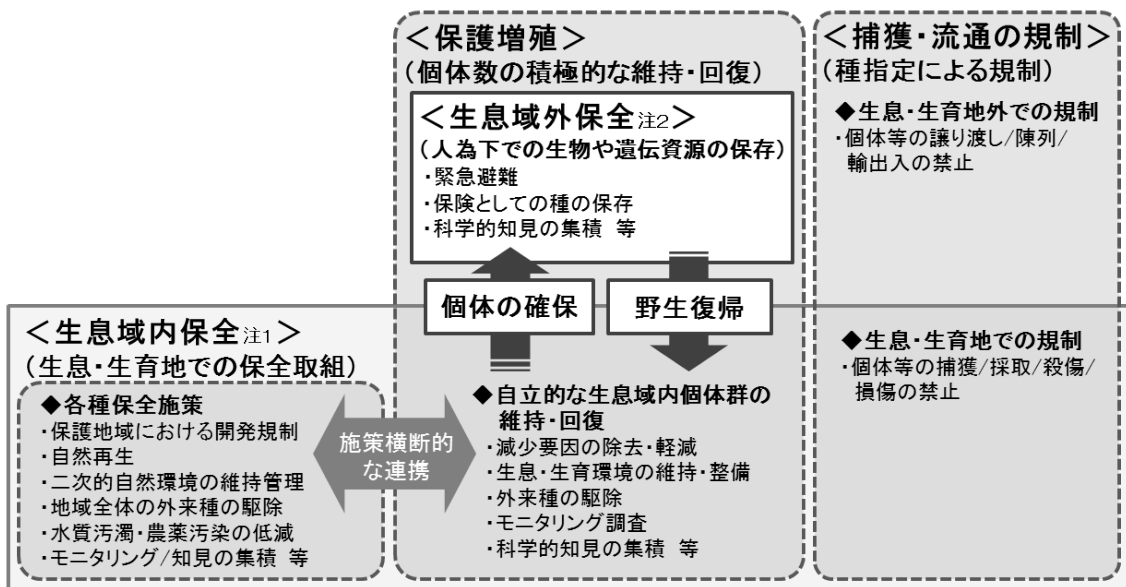 ＜保護増殖＞
(個体数の積極的な維持・回復)
＜生息域外保全注2＞
(人為下での生物や遺伝資源の保存)
・緊急避難
・保険としての種の保存
・科学的知見の集積 等
個体の確保
野生復帰
◆自立的な生息域内個体群の
維持・回復
・減少要因の除去・軽減
・生息・生育環境の維持・整備
・外来種の駆除
・モニタリング調査
・科学的知見の集積 等
＜捕獲・流通の規制＞
(種指定による規制)
◆生息・生育地外での規制
・個体等の譲り渡し/陳列/
輸出入の禁止
◆生息・生育地での規制
・個体等の捕獲/採取/殺傷/
損傷の禁止
＜生息域内保全注1＞
(生息・生育地での保全取組)
◆各種保全施策
・保護地域における開発規制
・自然再生
・二次的自然環境の維持管理
・地域全体の外来種の駆除
・水質汚濁・農薬汚染の低減
・モニタリング/知見の集積 等
施策横断的
な連携